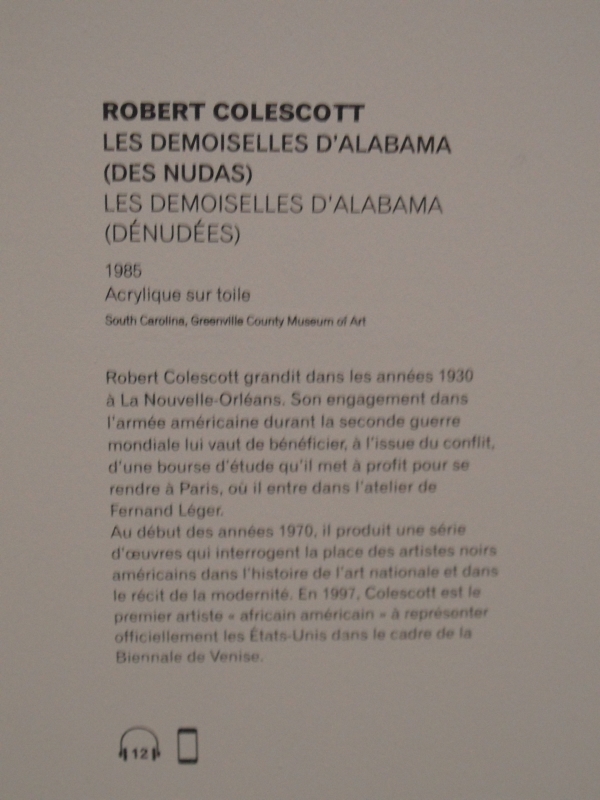 ROBERT COLESCOTT
LES DEMOISELLES D'ALABAMA
(DES NUDAS)
LES DEMOISELLES D'ALABAMA
(DÉNUDÉES)
1985
Acrylique sur toile
South Carolina, Greenville County Museum of Art
Robert Colescott grandit dans les années 1930
à La Nouvelle-Orléans. Son engagement dans
l'armée américaine durant la seconde guerre
mondiale lui vaut de bénéficier, à l'issue du conflit,
d'une bourse d'étude qu'il met à profit pour se
rendre à Paris, où il entre dans l'atelier de
Fernand Léger.
Au début des années 1970, il produit une série
d'œuvres qui interrogent la place des artistes noirs
américains dans l'histoire de l'art nationale et dans
le récit de la modernité. En 1997, Colescott est le
premier artiste « africain américain » à représenter
officiellement les États-Unis dans le cadre de la
Biennale de Venise.
12